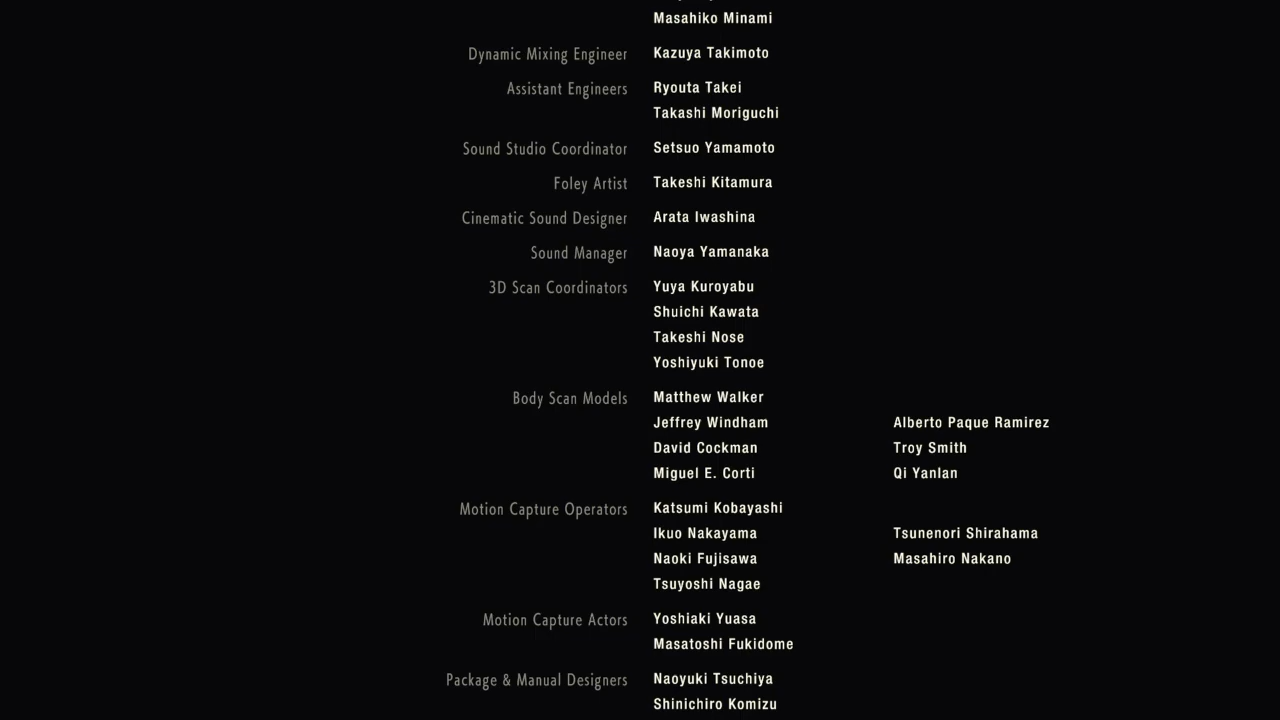 Masahiko Minami
Dynamic Mixing Engineer Kazuya Takimoto
Assistant Engineers Ryouta Takei
Takashi Moriguchi
Sound Studio Coordinator Setsuo Yamamoto
Foley Artist Takeshi Kitamura
Cinematic Sound Designer Arata Iwashina
Sound Manager Naoya Yamanaka
3D Scan Coordinators Yuya Kuroyabu
Shuichi Kawata
Takeshi Nose
Yoshiyuki Tonoe
Body Scan Models Matthew Walker
Jeffrey Windham Alberto Paque Ramirez
David Cockman Troy Smith
Miguel E. Corti Qi Yanlan
Motion Capture Operators Katsumi Kobayashi
Ikuo Nakayama Tsunenori Shirahama
Naoki Fujisawa Masahiro Nakano
Tsuyoshi Nagae
Motion Capture Actors Yoshiaki Yuasa
Masatoshi Fukidome
Package & Manual Designers Naoyuki Tsuchiya
Shinichiro Komizu